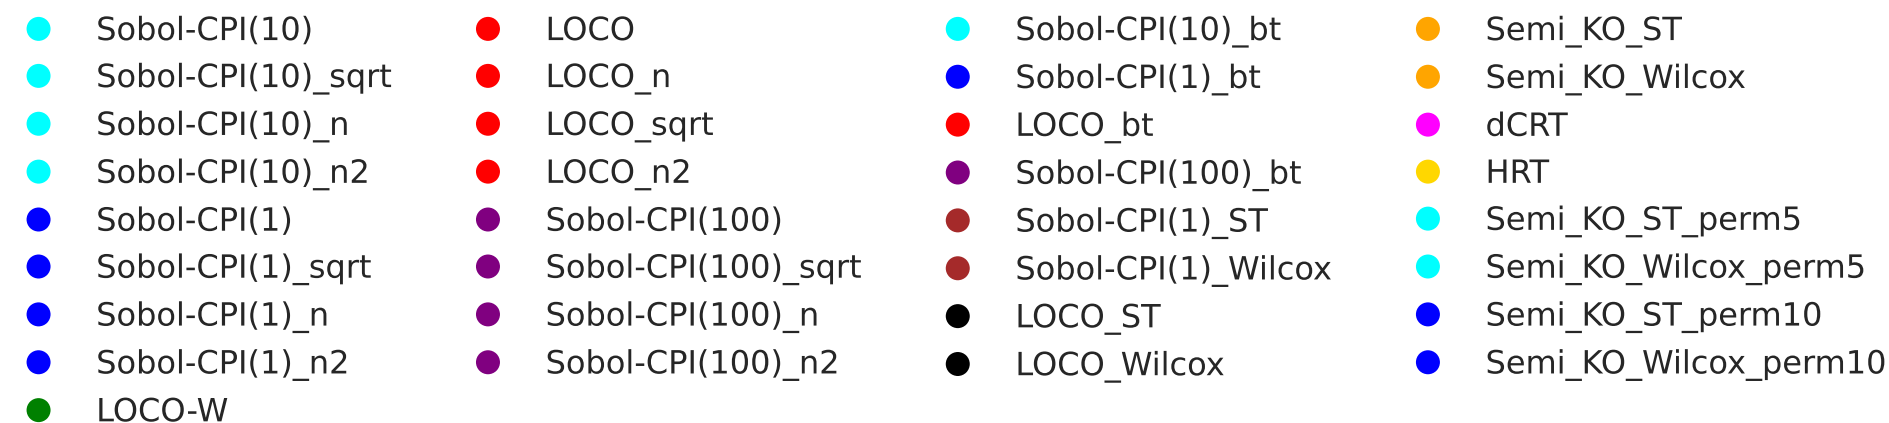 Sobol-CPI(10)
Sobol-CPI(10)_sqrt
Sobol-CPI(10)_n
Sobol-CPI(10)_n2
Sobol-CPI(1)
Sobol-CPI(1)_sqrt
Sobol-CPI(1)_n
Sobol-CPI(1)_n2
LOCO-W
LOCO
LOCO_n
LOCO_sqrt
LOCO_n2
Sobol-CPI(100)
Sobol-CPI(100)_sqrt
Sobol-CPI(100)_n
Sobol-CPI(100)_n2
Sobol-CPI(10)_bt
Sobol-CPI(1)_bt
LOCO_bt
Sobol-CPI(100)_bt
Sobol-CPI(1)_ST
Sobol-CPI(1)_Wilcox
LOCO_ST
LOCO_Wilcox
Semi_KO_ST
Semi_KO_Wilcox
dCRT
HRT
Semi_KO_ST_perm5
Semi_KO_Wilcox_perm5
Semi_KO_ST_perm10
Semi_KO_Wilcox_perm10